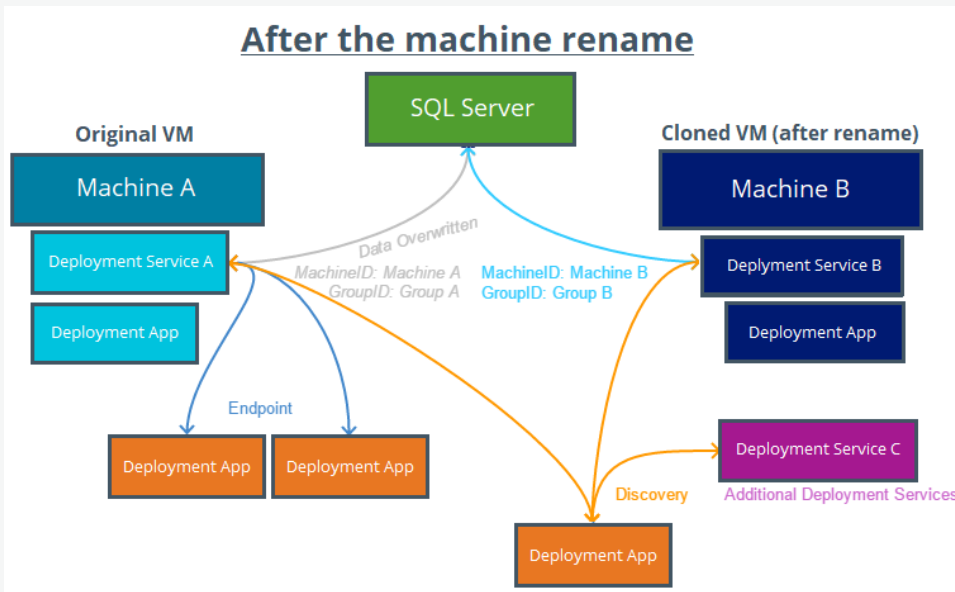 After the machine rename
SQL Server
Original VM
Cloned VM (after rename)
Machine A
Machine B
Data Overwritten
Deployment Service A
Deplyment Service B
MachineID: Machine A
GroupID: Group A
MachineID: Machine B
GroupID: Group B
Deployment App
Deployment App
Endpoint
Deployment App
Deployment App
Deployment Service C
Discovery
Additional Deployment Services
Deployment App